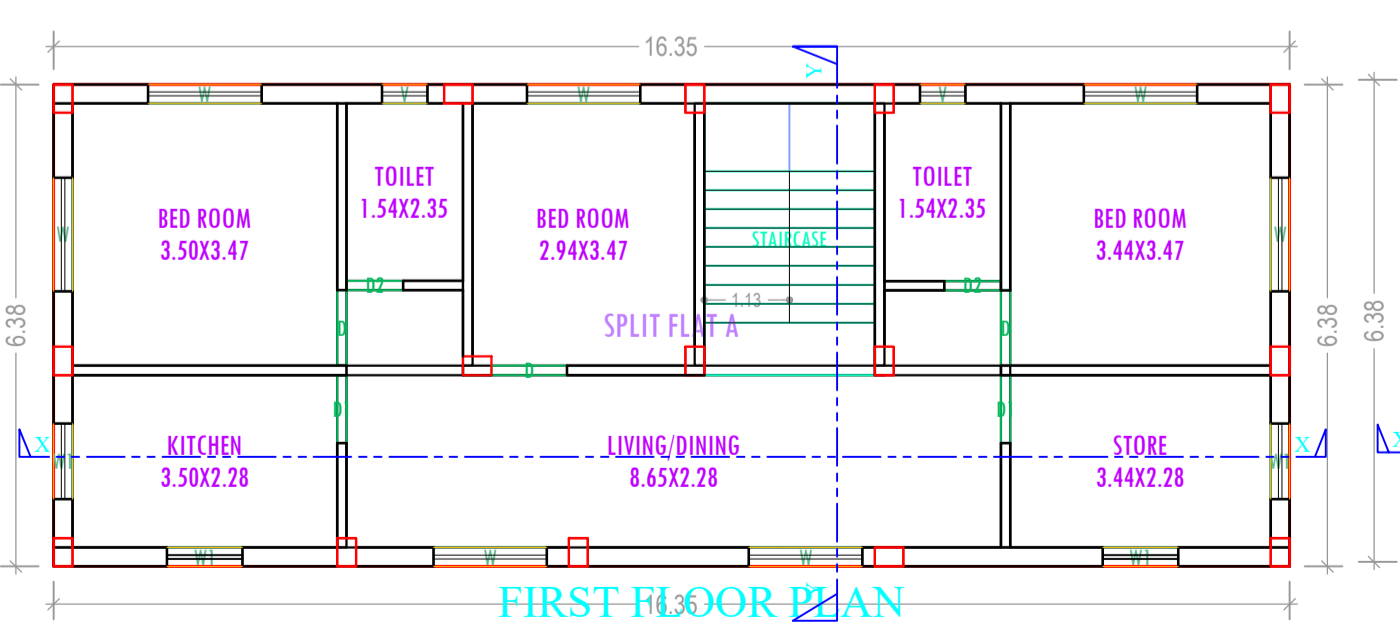 16.35
Y
W
V
W
V
W
TOILET
1.54X2.35
TOILET
1.54X2.35
BED ROOM
3.50X3.47
BED ROOM
2.94X3.47
BED ROOM
3.44X3.47
W
STAIRCASE
W
D2
D2
1.13
6.38
SPLIT FLAT A
D
D
6.38
6.38
D
D
D
X
KITCHEN
3.50X2.28
LIVING/DINING
8.65X2.28
STORE
3.44X2.28
X
X
W1
W1
W1
W
W
W1
Y
16.35
FIRST FLOOR PLAN